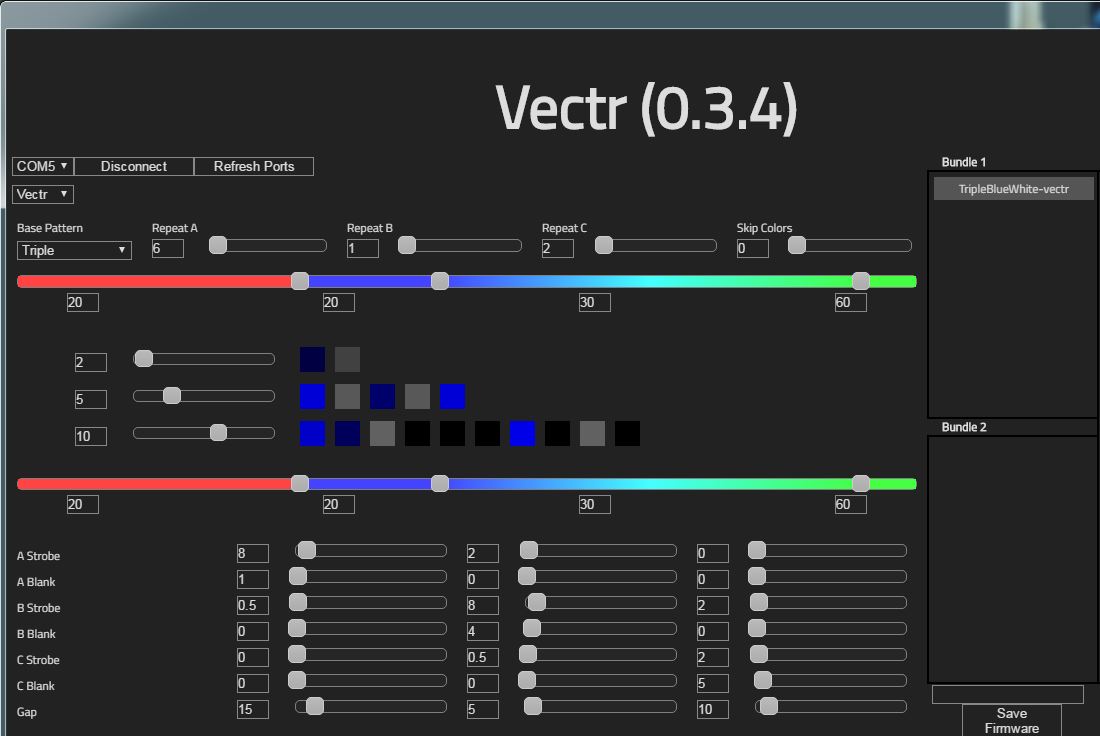 Vectr (0.3.4)
COM5 Disconnect Refresh Ports
Bundle 1
Vectr
TripleBlueWhite-vectr
Base Pattern Repeat A Repeat B Repeat C Skip Colors
Triple 6 1 2 0
20 20 30 60
2
5
10
Bundle 2
20 20 30 60
A Strobe 8 2 0
A Blank 1 0 0
B Strobe 0.5 8 2
B Blank 0 4 0
C Strobe 0 0.5 2
C Blank 0 0 5
Gap 15 5 10
Save
Firmware